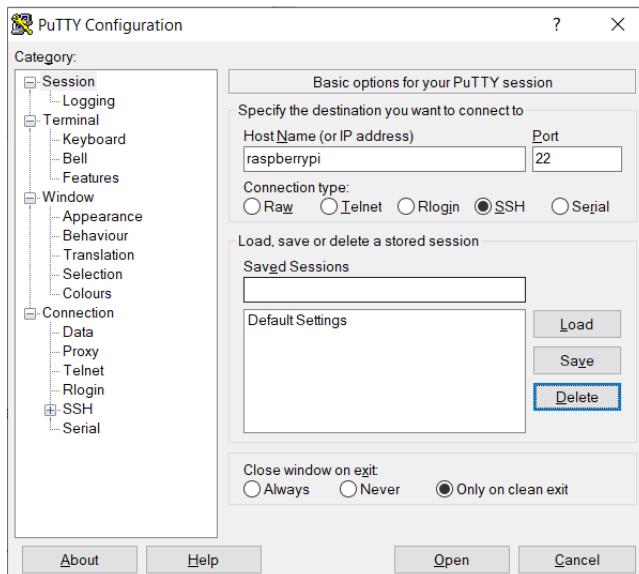 PuTTY Configuration
?
Category:
Session
Logging
Terminal
Keyboard
Bell
Features
Window
Appearance
Behaviour
Translation
Selection
Colours
Connection
Data
Proxy
Telnet
Rlogin
SSH
Serial
Basic options for your PuTTY session
Specify the destination you want to connect to
Host Name (or IP address) Port
raspberrypi 22
Connection type:
Raw Telnet Rlogin SSH Serial
Load, save or delete a stored session
Saved Sessions
Default Settings
Load
Save
Delete
Close window on exit:
Always Never Only on clean exit
About Help Open Cancel